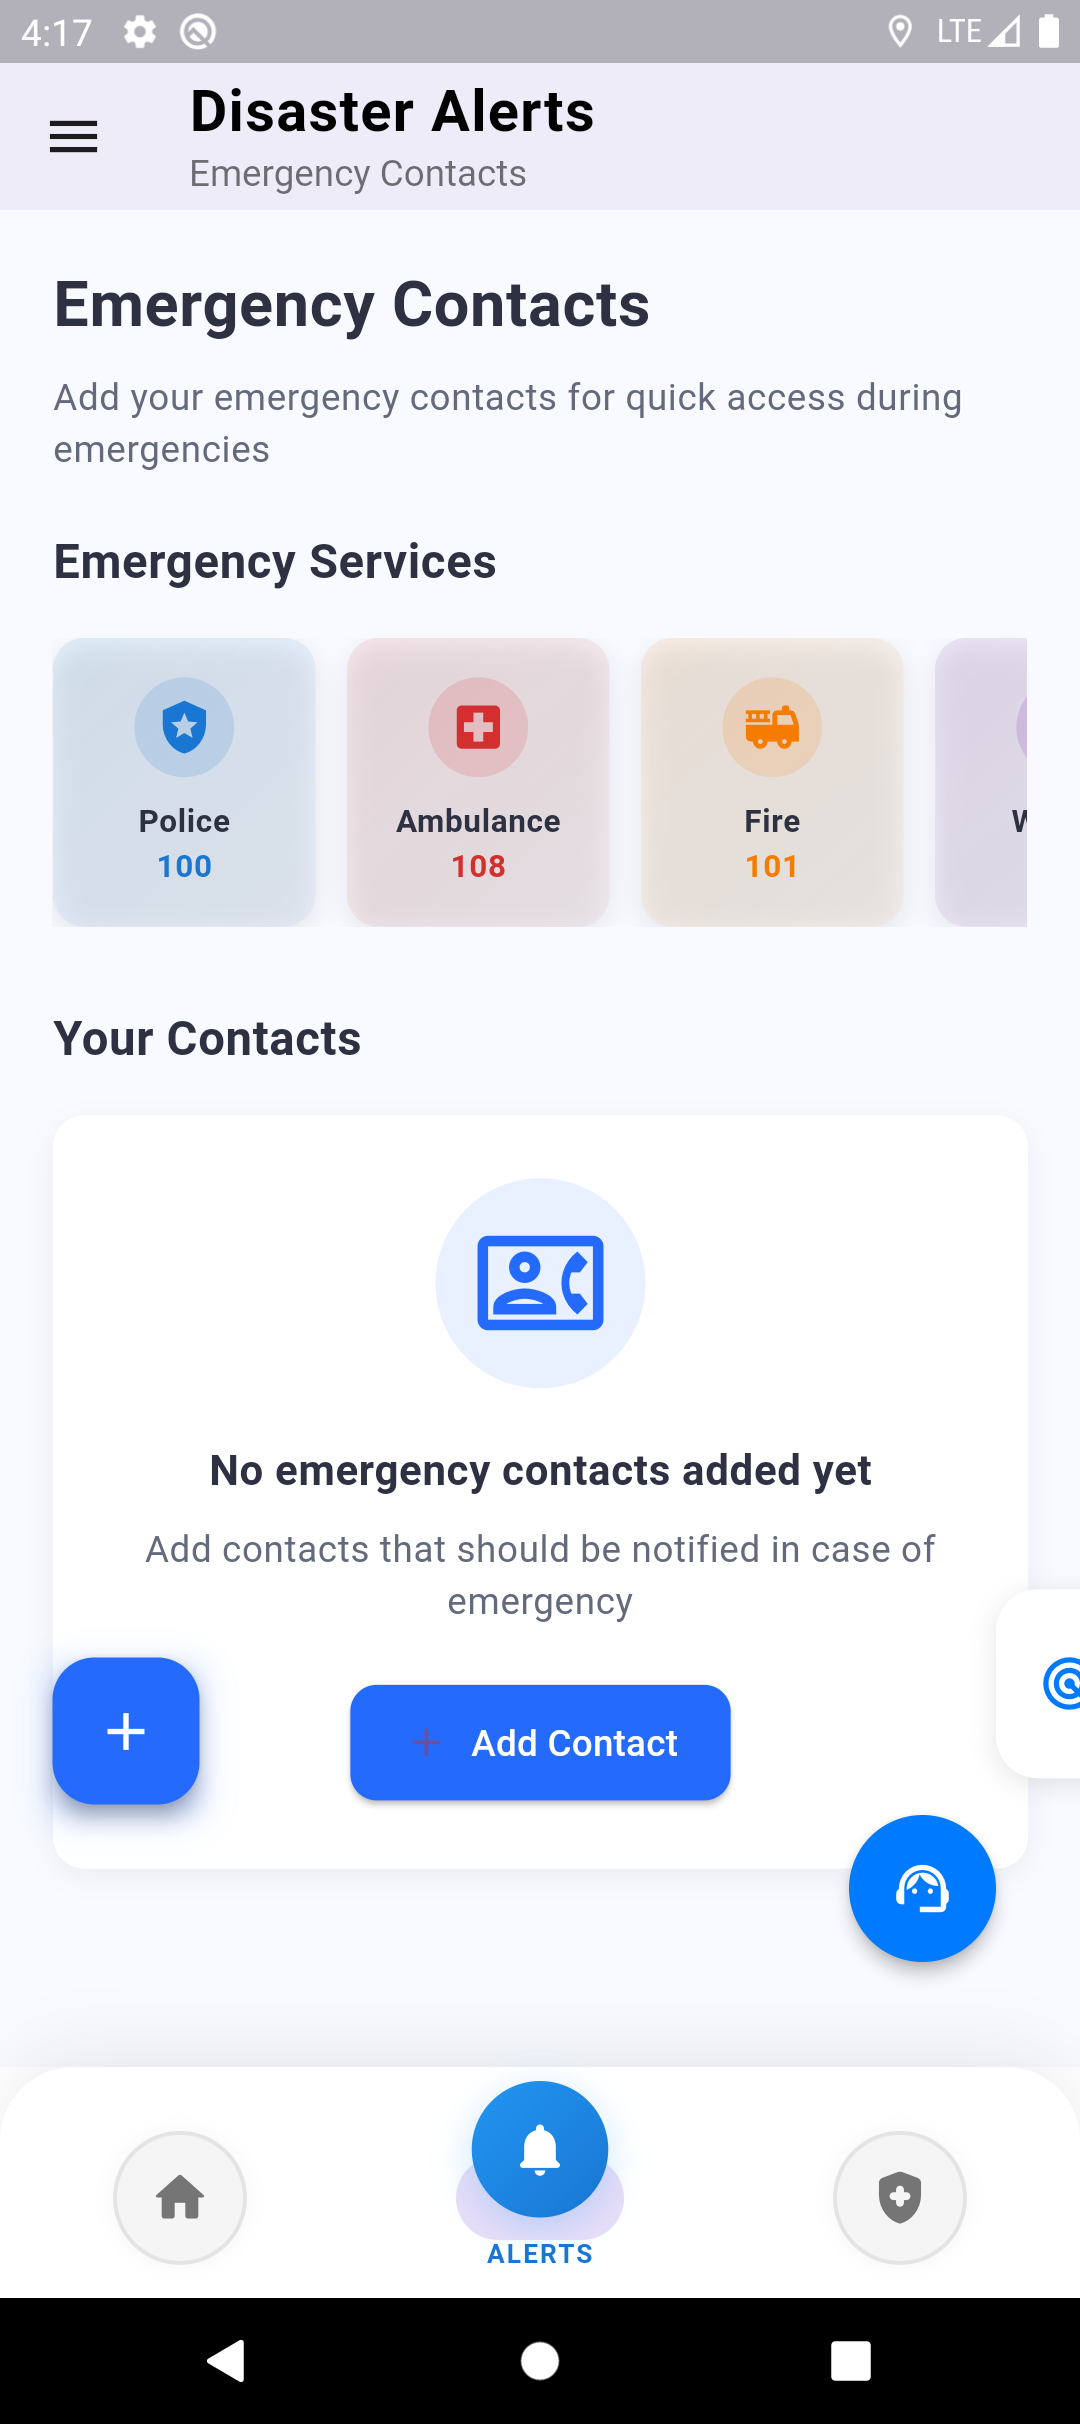 4:17
LTE
Disaster Alerts
Emergency Contacts
Emergency Contacts
Add your emergency contacts for quick access during
emergencies
Emergency Services
Police
100
Ambulance
108
Fire
101
Your Contacts
No emergency contacts added yet
Add contacts that should be notified in case of
emergency
Add Contact
ALERTS